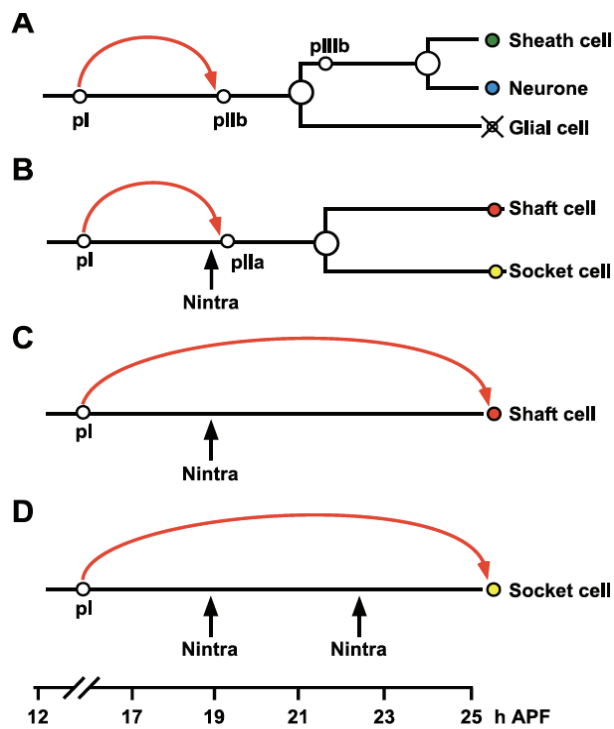 A
pIIIb
Sheath cell
Neurone
pI
pIIb
Glial cell
B
Shaft cell
pI
pIIa
Socket cell
Nintra
C
Shaft cell
pI
Nintra
D
Socket cell
pI
Nintra
Nintra
12 17 19 21 23 25 h APF